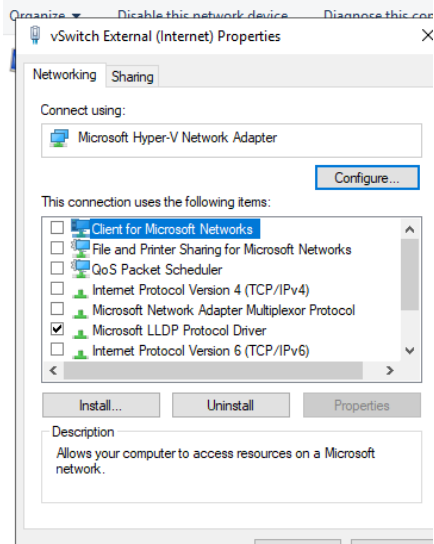 Organize Disable this network device Diagnose this con
vSwitch External (Internet) Properties
Networking Sharing
Connect using:
Microsoft Hyper-V Network Adapter
Configure...
This connection uses the following items:
Client for Microsoft Networks
File and Printer Sharing for Microsoft Networks
QoS Packet Scheduler
Internet Protocol Version 4 (TCP/IPv4)
Microsoft Network Adapter Multiplexor Protocol
Microsoft LLDP Protocol Driver
Internet Protocol Version 6 (TCP/IPv6)
Install... Uninstall Properties
Description
Allows your computer to access resources on a Microsoft
network.